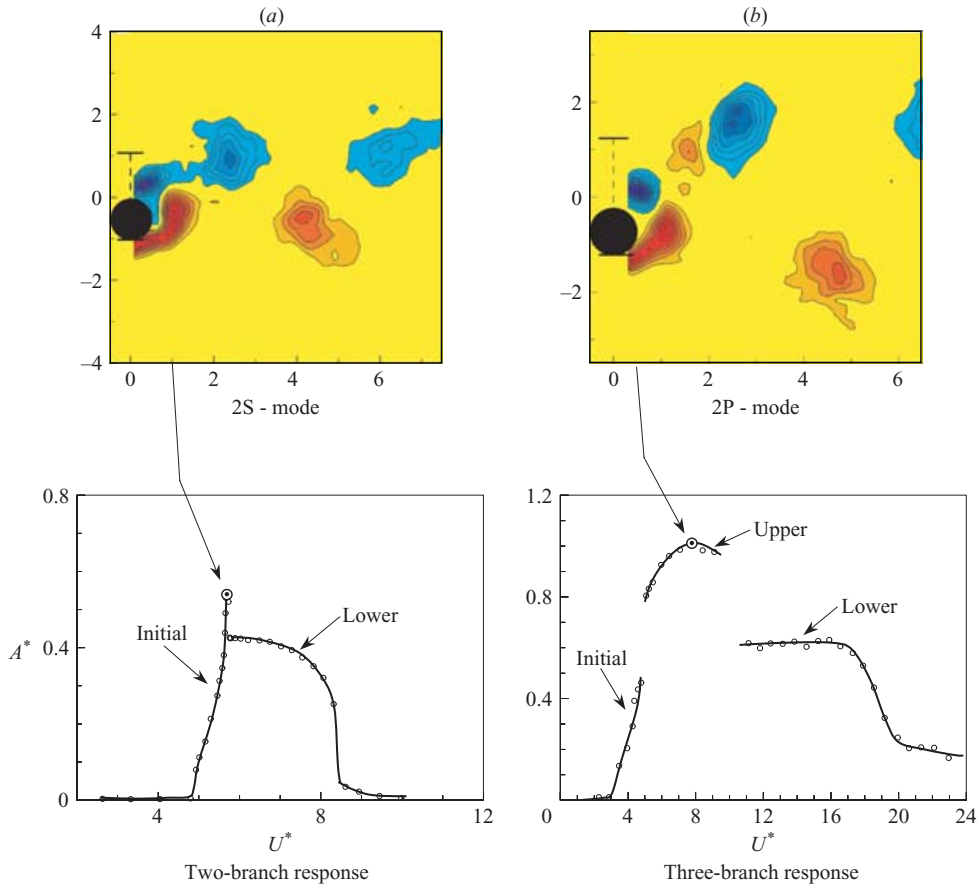 (a)
(b)
4
2
0
–2
–4
0
2
4
6
2S - mode
2
0
–2
0
2
4
6
2P - mode
0.8
0.4
0
A*
Initial
Lower
4
8
12
U*
Two-branch response
1.2
0.8
0.4
0
Upper
Lower
Initial
4
8
12
16
20
24
U*
Three-branch response